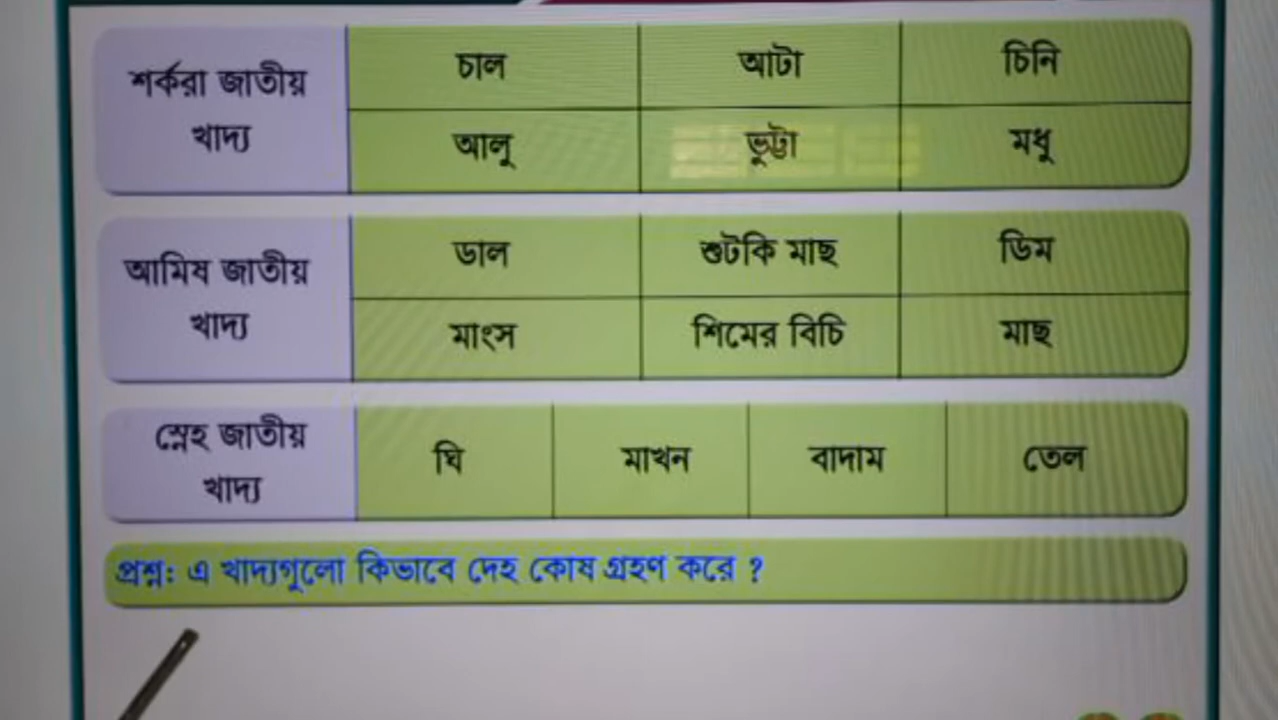 শর্করা জাতীয় খাদ্য
চাল আটা চিনি
আলু ভুট্টা মধু
আমিষ জাতীয় খাদ্য
ডাল শুটকি মাছ ডিম
মাংস শিমের বিচি মাছ
স্নেহ জাতীয় খাদ্য
ঘি মাখন বাদাম তেল
প্রশ্ন: এ খাদ্যগুলো কিভাবে দেহ কোষ গ্রহণ করে ?